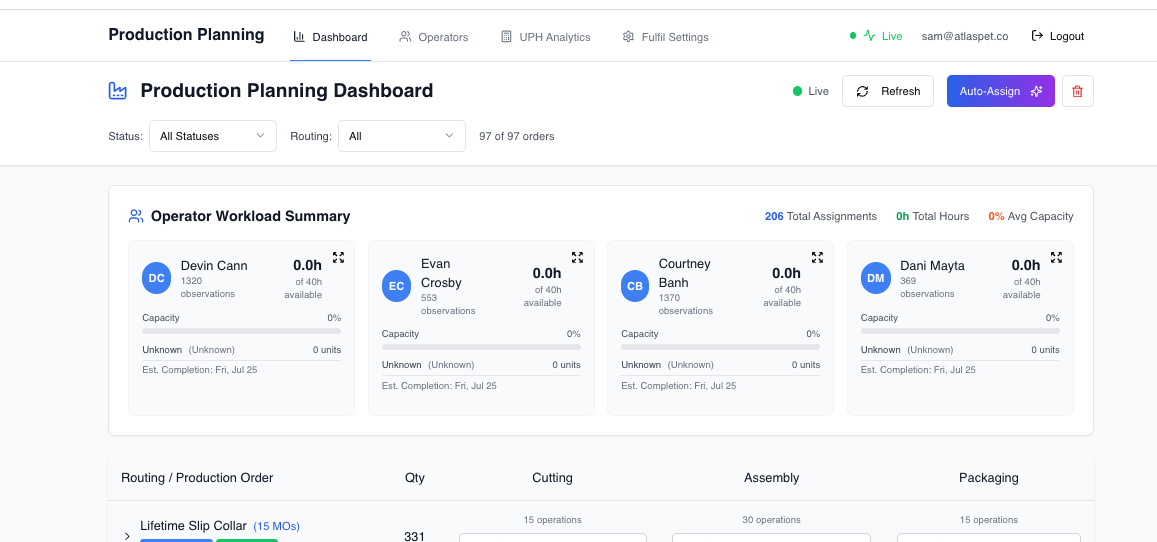 Production Planning
Dashboard
Operators
UPH Analytics
Fulfil Settings
Live
sam@atlaspet.co
Logout
Production Planning Dashboard
Live
Refresh
Auto-Assign
Status:
All Statuses
Routing:
All
97 of 97 orders
Operator Workload Summary
206 Total Assignments
0h Total Hours
0% Avg Capacity
DC
Devin Cann
1320
observations
0.0h
of 40h
available
Capacity
0%
Unknown (Unknown)
0 units
Est. Completion: Fri, Jul 25
EC
Evan
Crosby
553
observations
0.0h
of 40h
available
Capacity
0%
Unknown (Unknown)
0 units
Est. Completion: Fri, Jul 25
CB
Courtney
Banh
1370
observations
0.0h
of 40h
available
Capacity
0%
Unknown (Unknown)
0 units
Est. Completion: Fri, Jul 25
DM
Dani Mayta
369
observations
0.0h
of 40h
available
Capacity
0%
Unknown (Unknown)
0 units
Est. Completion: Fri, Jul 25
Routing / Production Order
Qty
Cutting
Assembly
Packaging
Lifetime Slip Collar (15 MOs)
331
15 operations
30 operations
15 operations